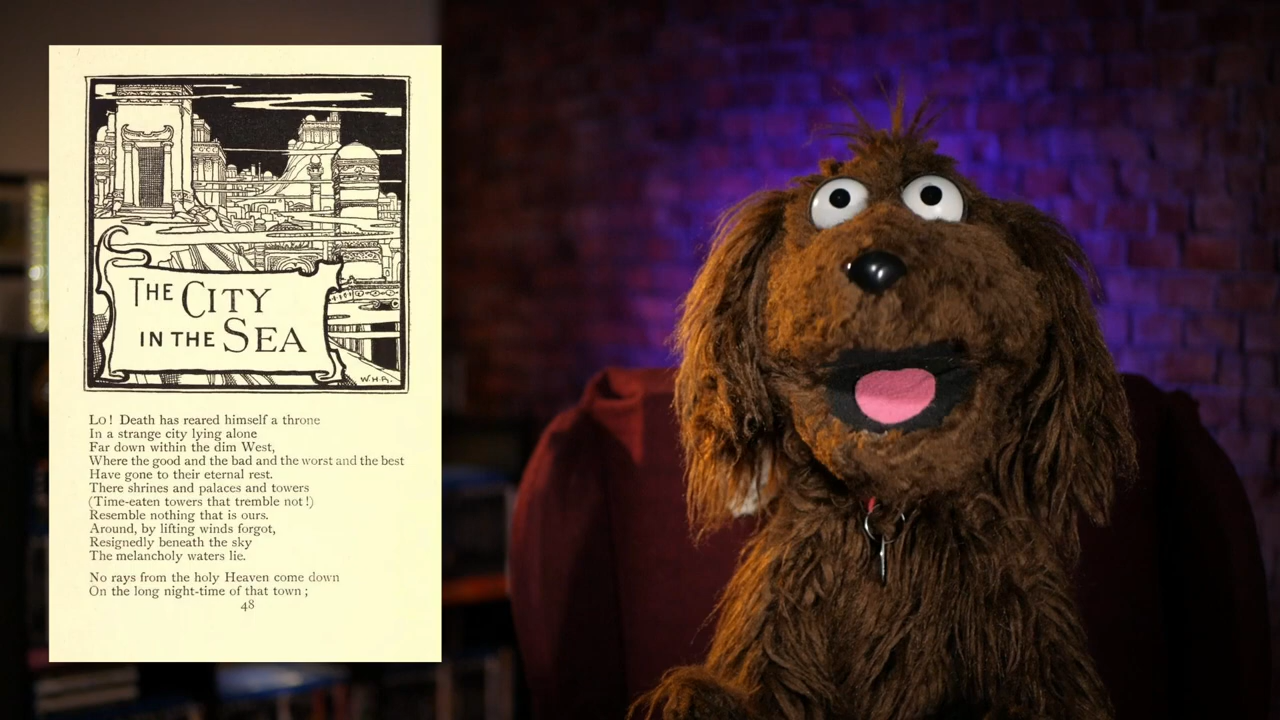 THE CITY
IN THE SEA
W.H.R.
LO! Death has reared himself a throne
In a strange city lying alone
Far down within the dim West,
Where the good and the bad and the worst and the best
Have gone to their eternal rest.
There shrines and palaces and towers
(Time-eaten towers that tremble not!)
Resemble nothing that is ours.
Around, by lifting winds forgot,
Resignedly beneath the sky
The melancholy waters lie.
No rays from the holy Heaven come down
On the long night-time of that town;
48